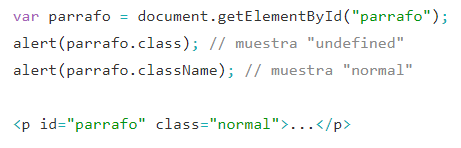 var parrafo = document.getElementById("parrafo");
alert(parrafo.class); // muestra "undefined"
alert(parrafo.className); // muestra "normal"
<p id="parrafo" class="normal">...</p>